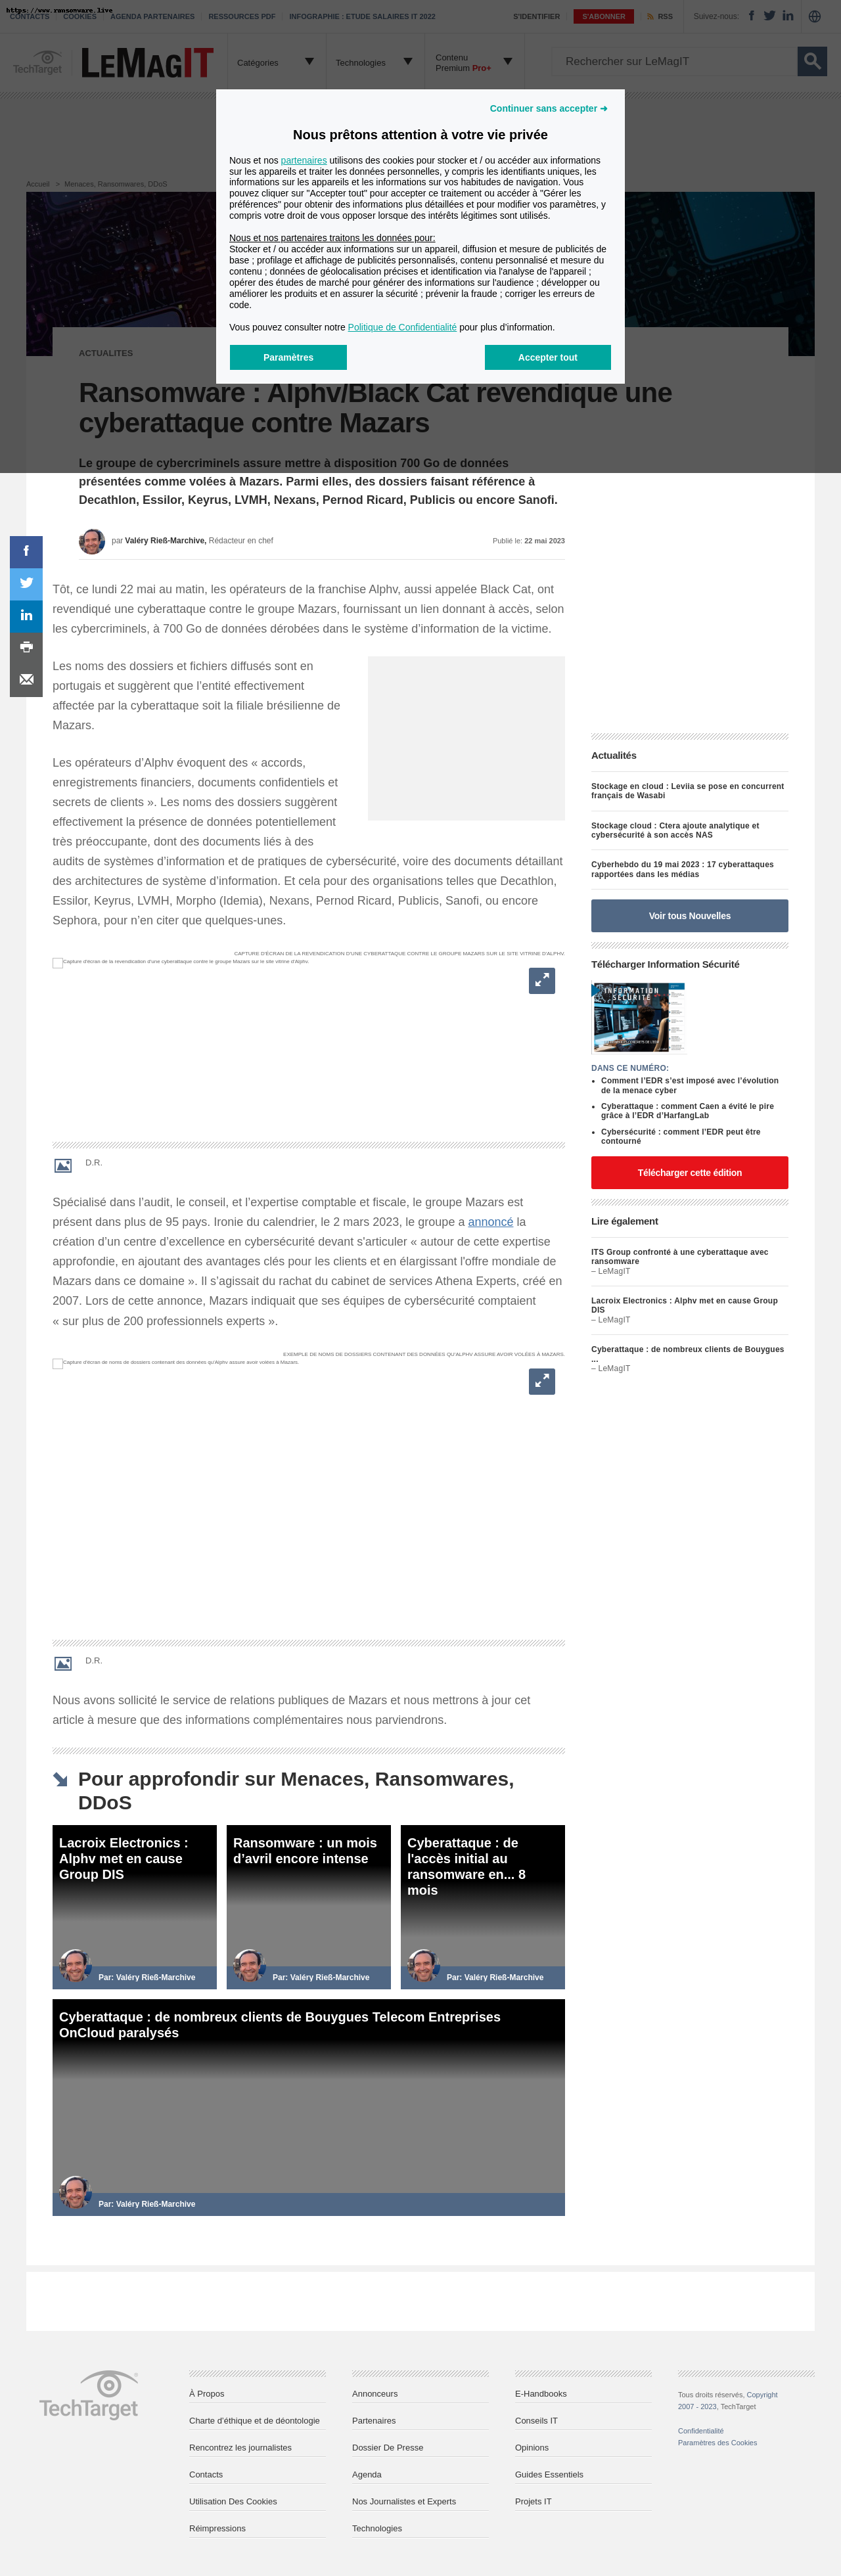 https://www.ransomware.live
CONTACTS
COOKIES
AGENDA PARTENAIRES
RESSOURCES PDF
INFOGRAPHIE : ETUDE SALAIRES IT 2022
S'IDENTIFIER
S'ABONNER
RSS
Suivez-nous:
TechTarget
LeMagIT
Catégories
Technologies
Contenu
Premium Pro+
Rechercher sur LeMagIT
Continuer sans accepter ➜
Nous prêtons attention à votre vie privée
Nous et nos partenaires utilisons des cookies pour stocker et / ou accéder aux informations
sur les appareils et traiter les données personnelles, y compris les identifiants uniques, les
informations sur les appareils et les informations sur vos habitudes de navigation. Vous
pouvez cliquer sur "Accepter tout" pour accepter ce traitement ou accéder à "Gérer les
préférences" pour obtenir des informations plus détaillées et pour modifier vos paramètres, y
compris votre droit de vous opposer lorsque des intérêts légitimes sont utilisés.
Nous et nos partenaires traitons les données pour:
Stocker et / ou accéder aux informations sur un appareil, diffusion et mesure de publicités de
base ; profilage et affichage de publicités personnalisés, contenu personnalisé et mesure du
contenu ; données de géolocalisation précises et identification via l'analyse de l'appareil ;
opérer des études de marché pour générer des informations sur l'audience ; développer ou
améliorer les produits et en assurer la sécurité ; prévenir la fraude ; corriger les erreurs de
code.
Vous pouvez consulter notre Politique de Confidentialité pour plus d'information.
Paramètres
Accepter tout
Accueil > Menaces, Ransomwares, DDoS
ACTUALITES
Ransomware : Alphv/Black Cat revendique une
cyberattaque contre Mazars
Le groupe de cybercriminels assure mettre à disposition 700 Go de données
présentées comme volées à Mazars. Parmi elles, des dossiers faisant référence à
Decathlon, Essilor, Keyrus, LVMH, Nexans, Pernod Ricard, Publicis ou encore Sanofi.
par Valéry Rieß-Marchive, Rédacteur en chef
Publié le: 22 mai 2023
Tôt, ce lundi 22 mai au matin, les opérateurs de la franchise Alphv, aussi appelée Black Cat, ont
revendiqué une cyberattaque contre le groupe Mazars, fournissant un lien donnant à accès, selon
les cybercriminels, à 700 Go de données dérobées dans le système d'information de la victime.
Les noms des dossiers et fichiers diffusés sont en
portugais et suggèrent que l'entité effectivement
affectée par la cyberattaque soit la filiale brésilienne de
Mazars.
Les opérateurs d'Alphv évoquent des « accords,
enregistrements financiers, documents confidentiels et
secrets de clients ». Les noms des dossiers suggèrent
effectivement la présence de données potentiellement
très préoccupante, dont des documents liés à des
audits de systèmes d'information et de pratiques de cybersécurité, voire des documents détaillant
des architectures de système d'information. Et cela pour des organisations telles que Decathlon,
Essilor, Keyrus, LVMH, Morpho (Idemia), Nexans, Pernod Ricard, Publicis, Sanofi, ou encore
Sephora, pour n'en citer que quelques-unes.
CAPTURE D'ÉCRAN DE LA REVENDICATION D'UNE CYBERATTAQUE CONTRE LE GROUPE MAZARS SUR LE SITE VITRINE D'ALPHV
Capture d'écran de la revendication d'une cyberattaque contre le groupe Mazars sur le site vitrine d'Alphv.
D.R.
Spécialisé dans l'audit, le conseil, et l'expertise comptable et fiscale, le groupe Mazars est
présent dans plus de 95 pays. Ironie du calendrier, le 2 mars 2023, le groupe a annoncé la
création d'un centre d'excellence en cybersécurité devant s'articuler « autour de cette expertise
approfondie, en ajoutant des avantages clés pour les clients et en élargissant l'offre mondiale de
Mazars dans ce domaine ». Il s'agissait du rachat du cabinet de services Athena Experts, créé en
2007. Lors de cette annonce, Mazars indiquait que ses équipes de cybersécurité comptaient
« sur plus de 200 professionnels experts ».
EXEMPLE DE NOMS DE DOSSIERS CONTENANT DES DONNÉES QU'ALPHV ASSURE AVOIR VOLÉES À MAZARS.
Capture d'écran de noms de dossiers contenant des données qu'Alphv assure avoir volées à Mazars.
D.R.
Nous avons sollicité le service de relations publiques de Mazars et nous mettrons à jour cet
article à mesure que des informations complémentaires nous parviendrons.
Actualités
Stockage en cloud : Leviia se pose en concurrent
français de Wasabi
Stockage cloud : Ctera ajoute analytique et
cybersécurité à son accès NAS
Cyberhebdo du 19 mai 2023 : 17 cyberattaques
rapportées dans les médias
Voir tous Nouvelles
Télécharger Information Sécurité
INFORMATION
SÉCURITÉ
DANS CE NUMÉRO:
Comment l'EDR s'est imposé avec l'évolution
de la menace cyber
Cyberattaque : comment Caen a évité le pire
grâce à l'EDR d'HarfangLab
Cybersécurité : comment l'EDR peut être
contourné
Télécharger cette édition
Lire également
ITS Group confronté à une cyberattaque avec
ransomware
– LeMagIT
Lacroix Electronics : Alphv met en cause Group
DIS
– LeMagIT
Cyberattaque : de nombreux clients de Bouygues
...
– LeMagIT
Pour approfondir sur Menaces, Ransomwares,
DDoS
Lacroix Electronics :
Alphv met en cause
Group DIS
Par: Valéry Rieß-Marchive
Ransomware : un mois
d'avril encore intense
Par: Valéry Rieß-Marchive
Cyberattaque : de
l'accès initial au
ransomware en... 8
mois
Par: Valéry Rieß-Marchive
Cyberattaque : de nombreux clients de Bouygues Telecom Entreprises
OnCloud paralysés
Par: Valéry Rieß-Marchive
TechTarget
À Propos
Charte d'éthique et de déontologie
Rencontrez les journalistes
Contacts
Utilisation Des Cookies
Réimpressions
Annonceurs
Partenaires
Dossier De Presse
Agenda
Nos Journalistes et Experts
Technologies
E-Handbooks
Conseils IT
Opinions
Guides Essentiels
Projets IT
Tous droits réservés, Copyright
2007 - 2023, TechTarget
Confidentialité
Paramètres des Cookies